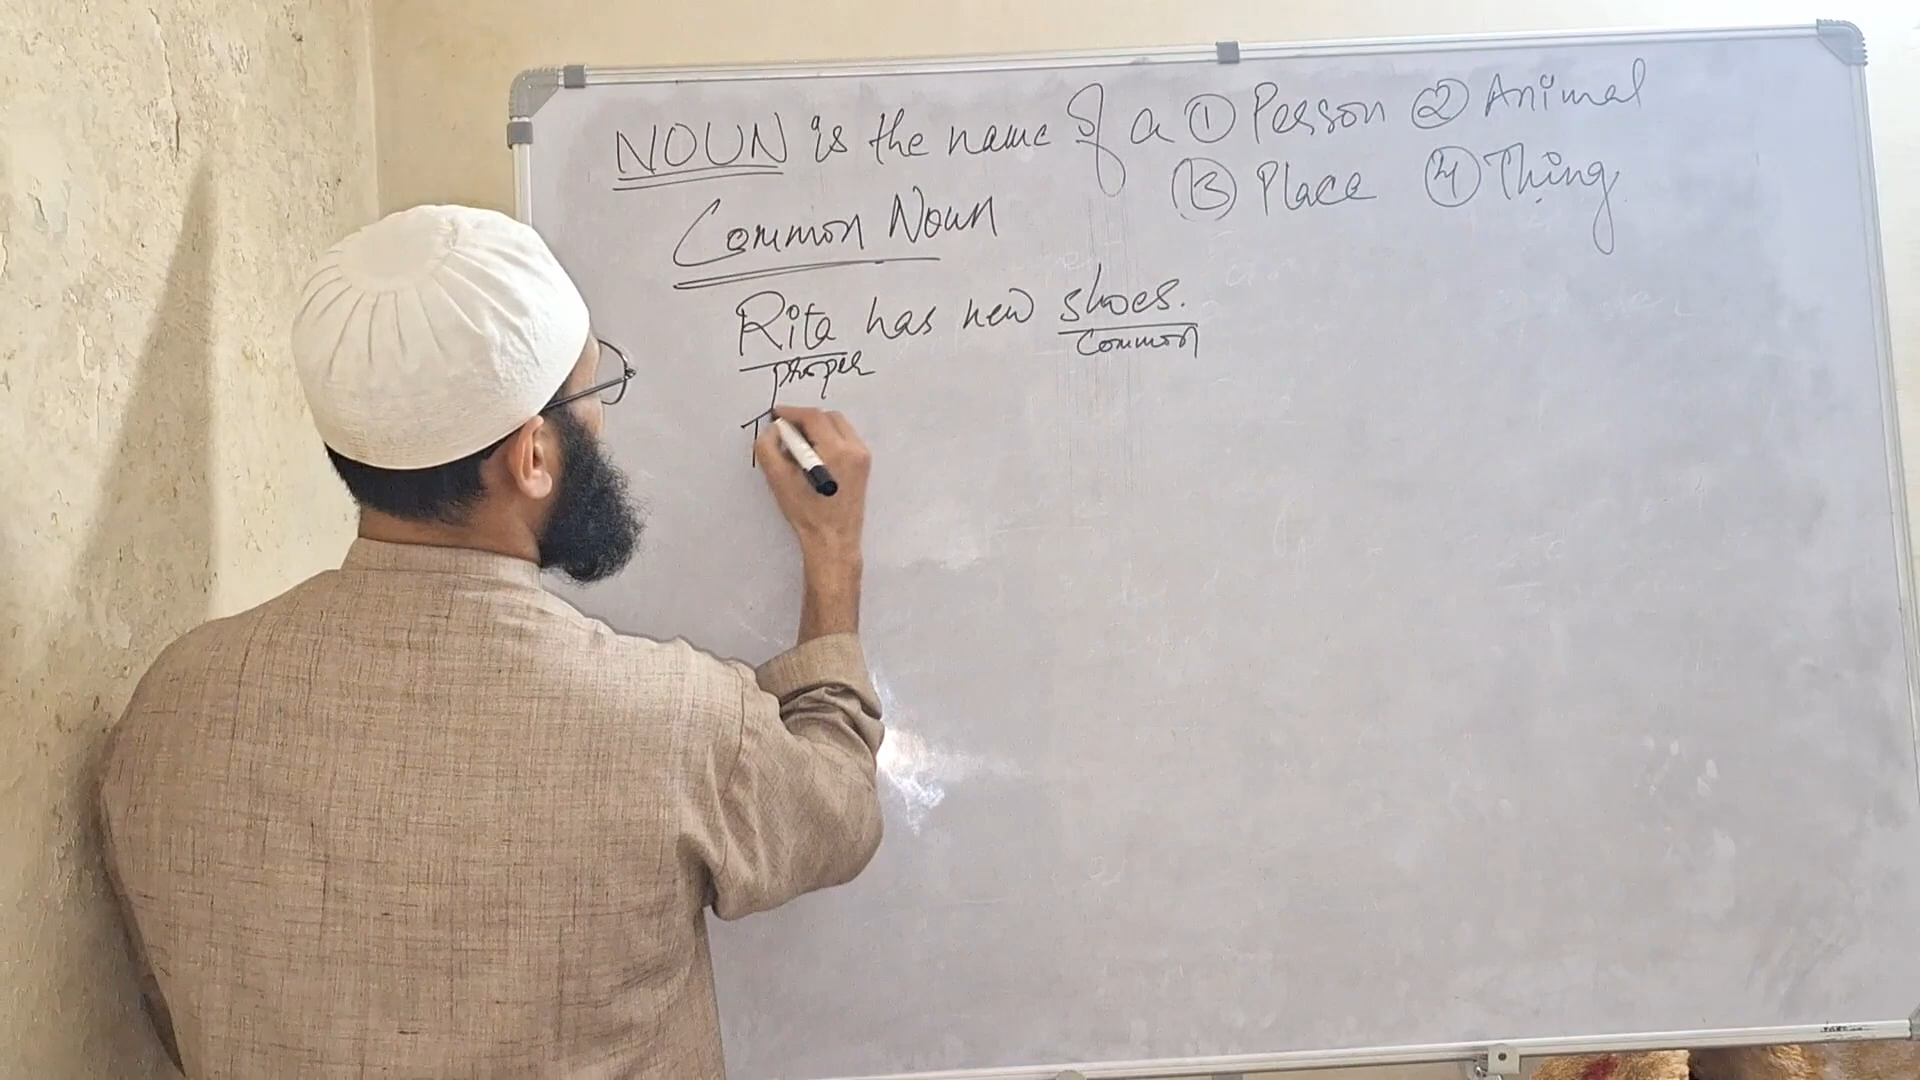 NOUN is the name of a ① Person ② Animal
③ Place ④ Thing
Common Noun
Rita has new shoes.
proper common
T